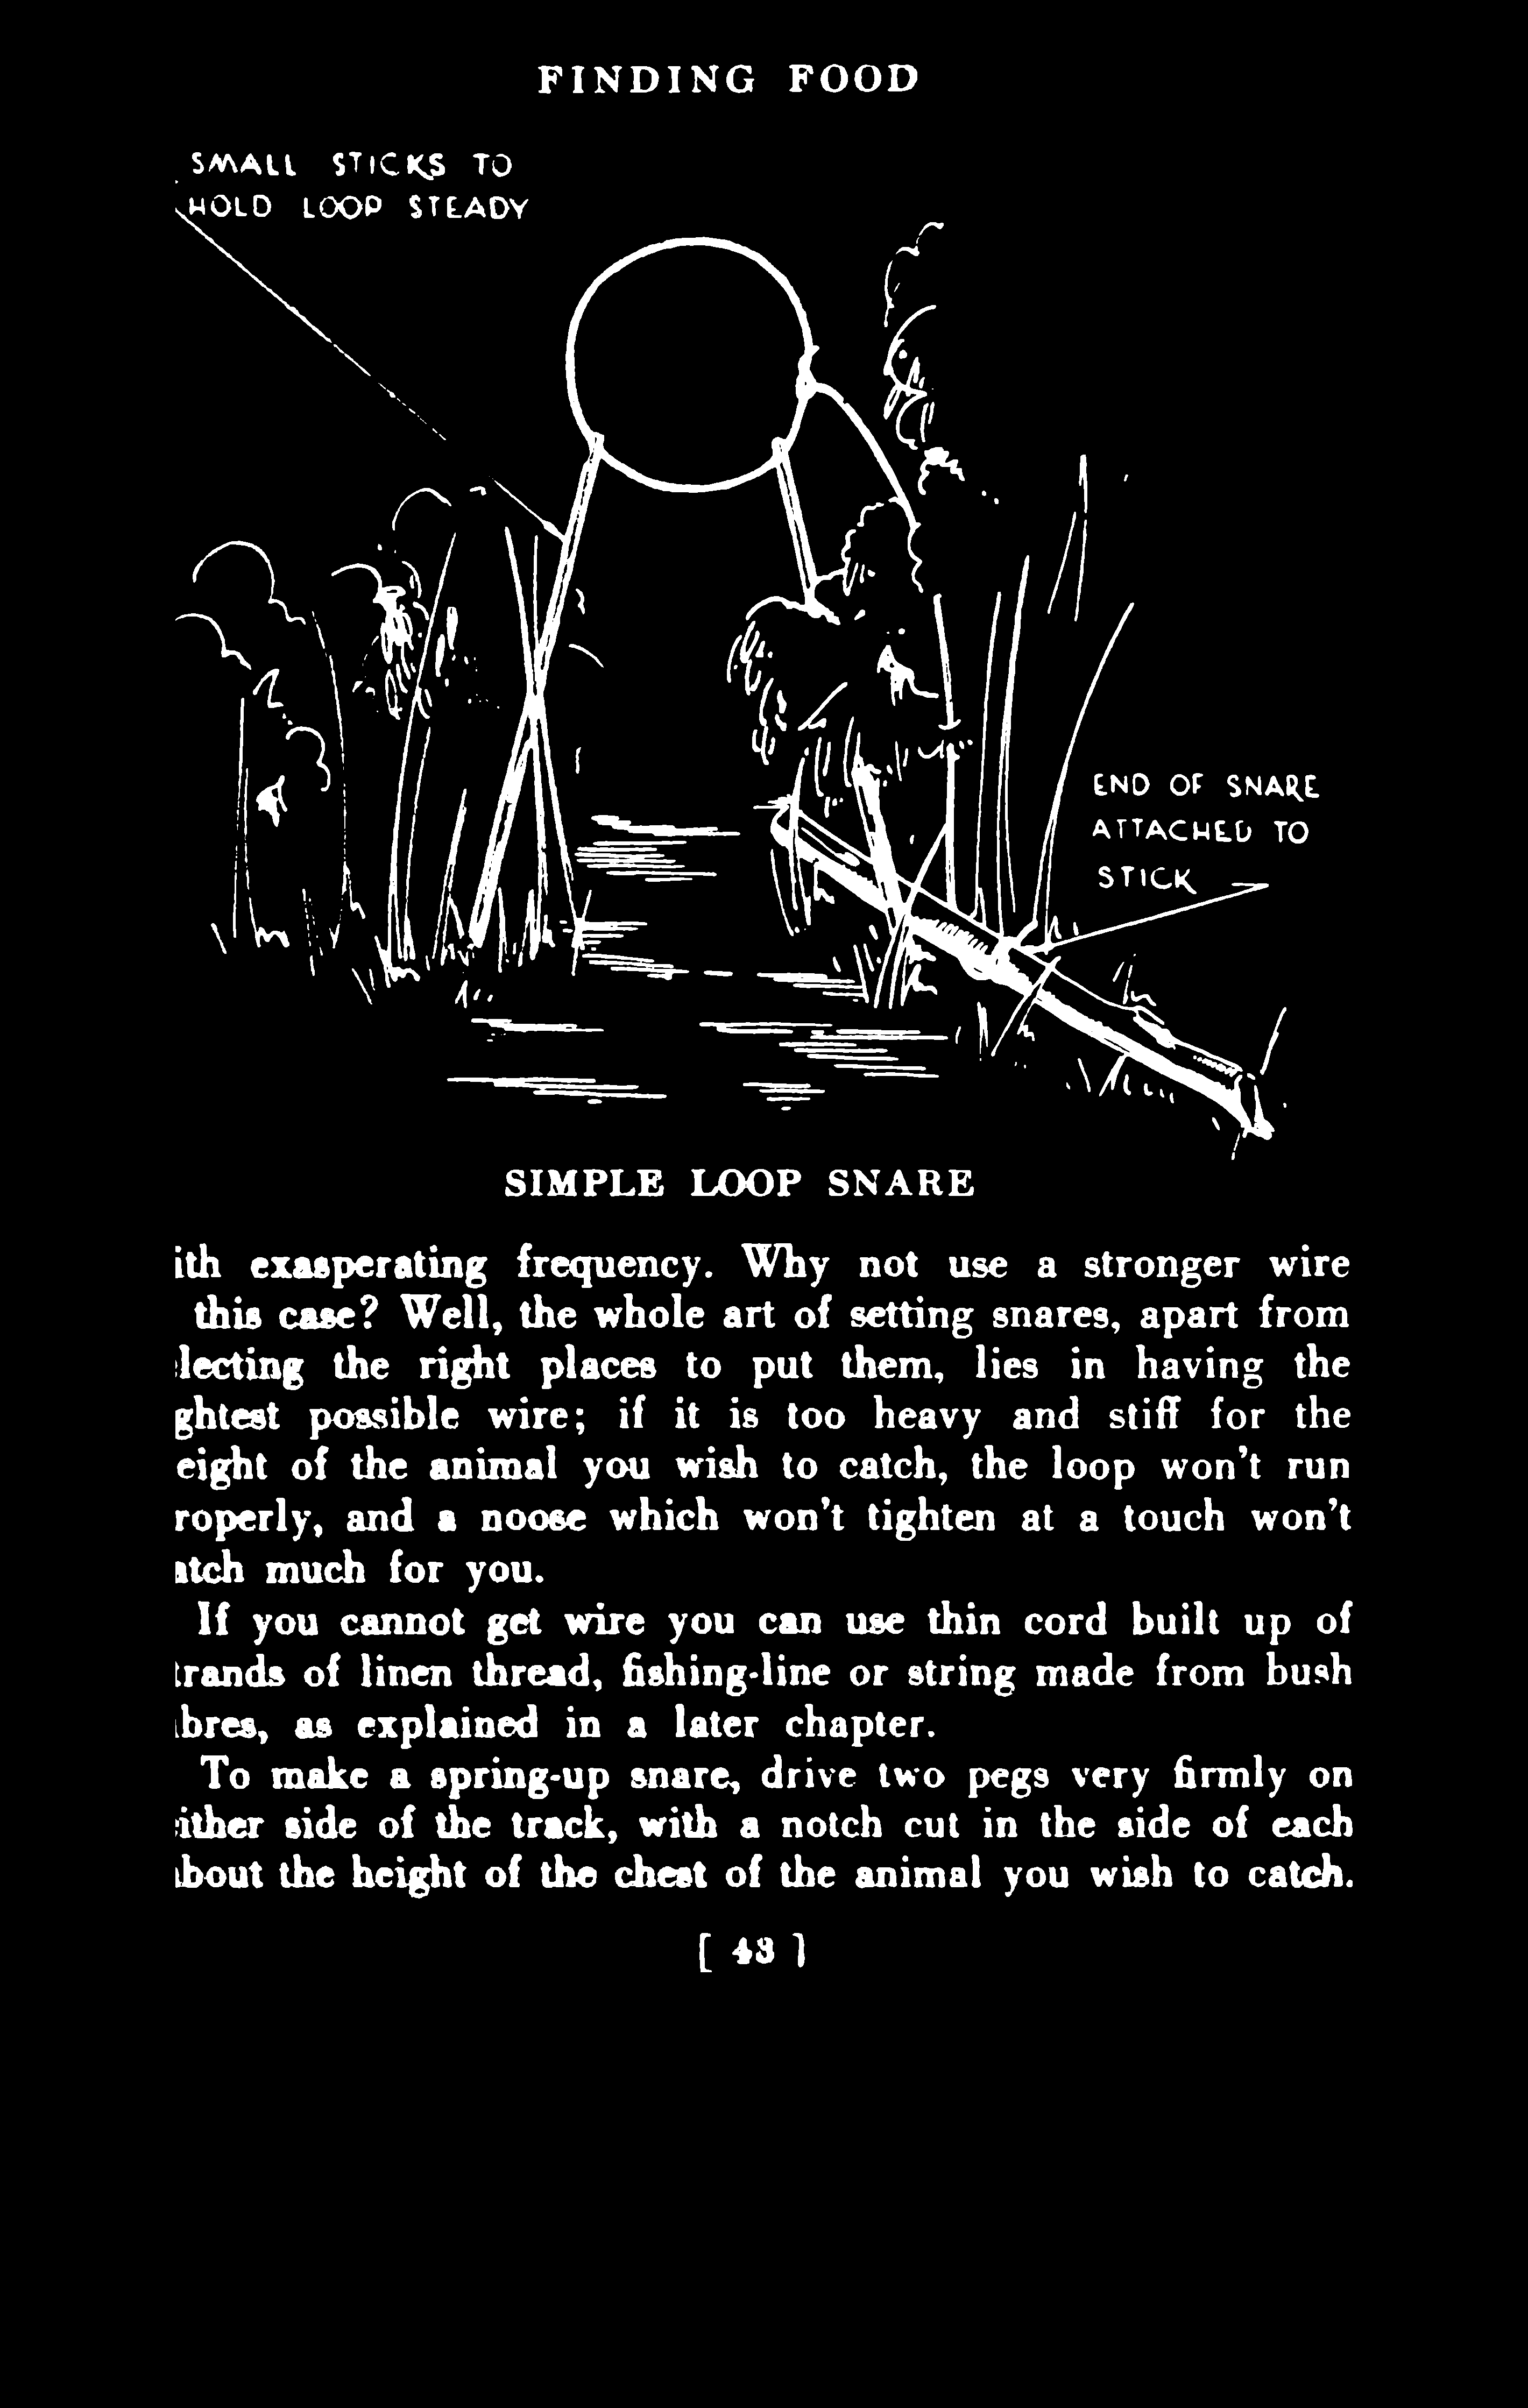 FINDING FOOD
SMALL STICKS TO
HOLD LOOP STEADY
END OF SNARE
ATTACHED TO
STICK
SIMPLE LOOP SNARE
ith exasperating frequency. Why not use a stronger wire
this case? Well, the whole art of setting snares, apart from
lecting the right places to put them, lies in having the
ghtest possible wire; if it is too heavy and stiff for the
eight of the animal you wish to catch, the loop won't run
roperly, and a noose which won't tighten at a touch won't
atch much for you.
If you cannot get wire you can use thin cord built up of
trands of linen thread, fishing-line or string made from bush
ibres, as explained in a later chapter.
To make a spring-up snare, drive two pegs very firmly on
either side of the track, with a notch cut in the side of each
about the height of the chest of the animal you wish to catch.
[ 43 ]